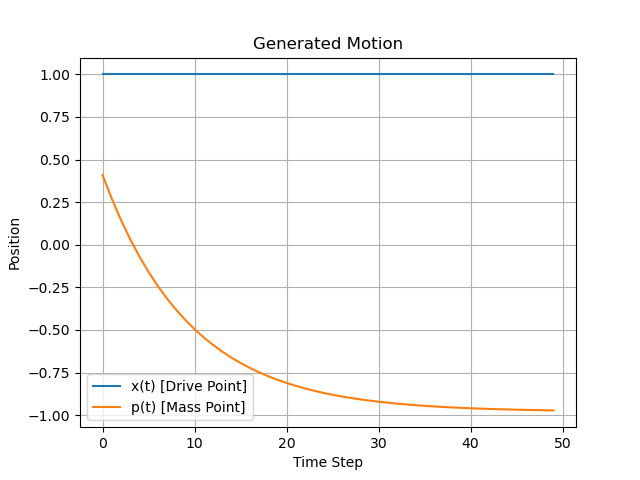 Generated Motion
Position
1.00
0.75
0.50
0.25
0.00
−0.25
−0.50
−0.75
−1.00
x(t) [Drive Point]
p(t) [Mass Point]
0 10 20 30 40 50
Time Step